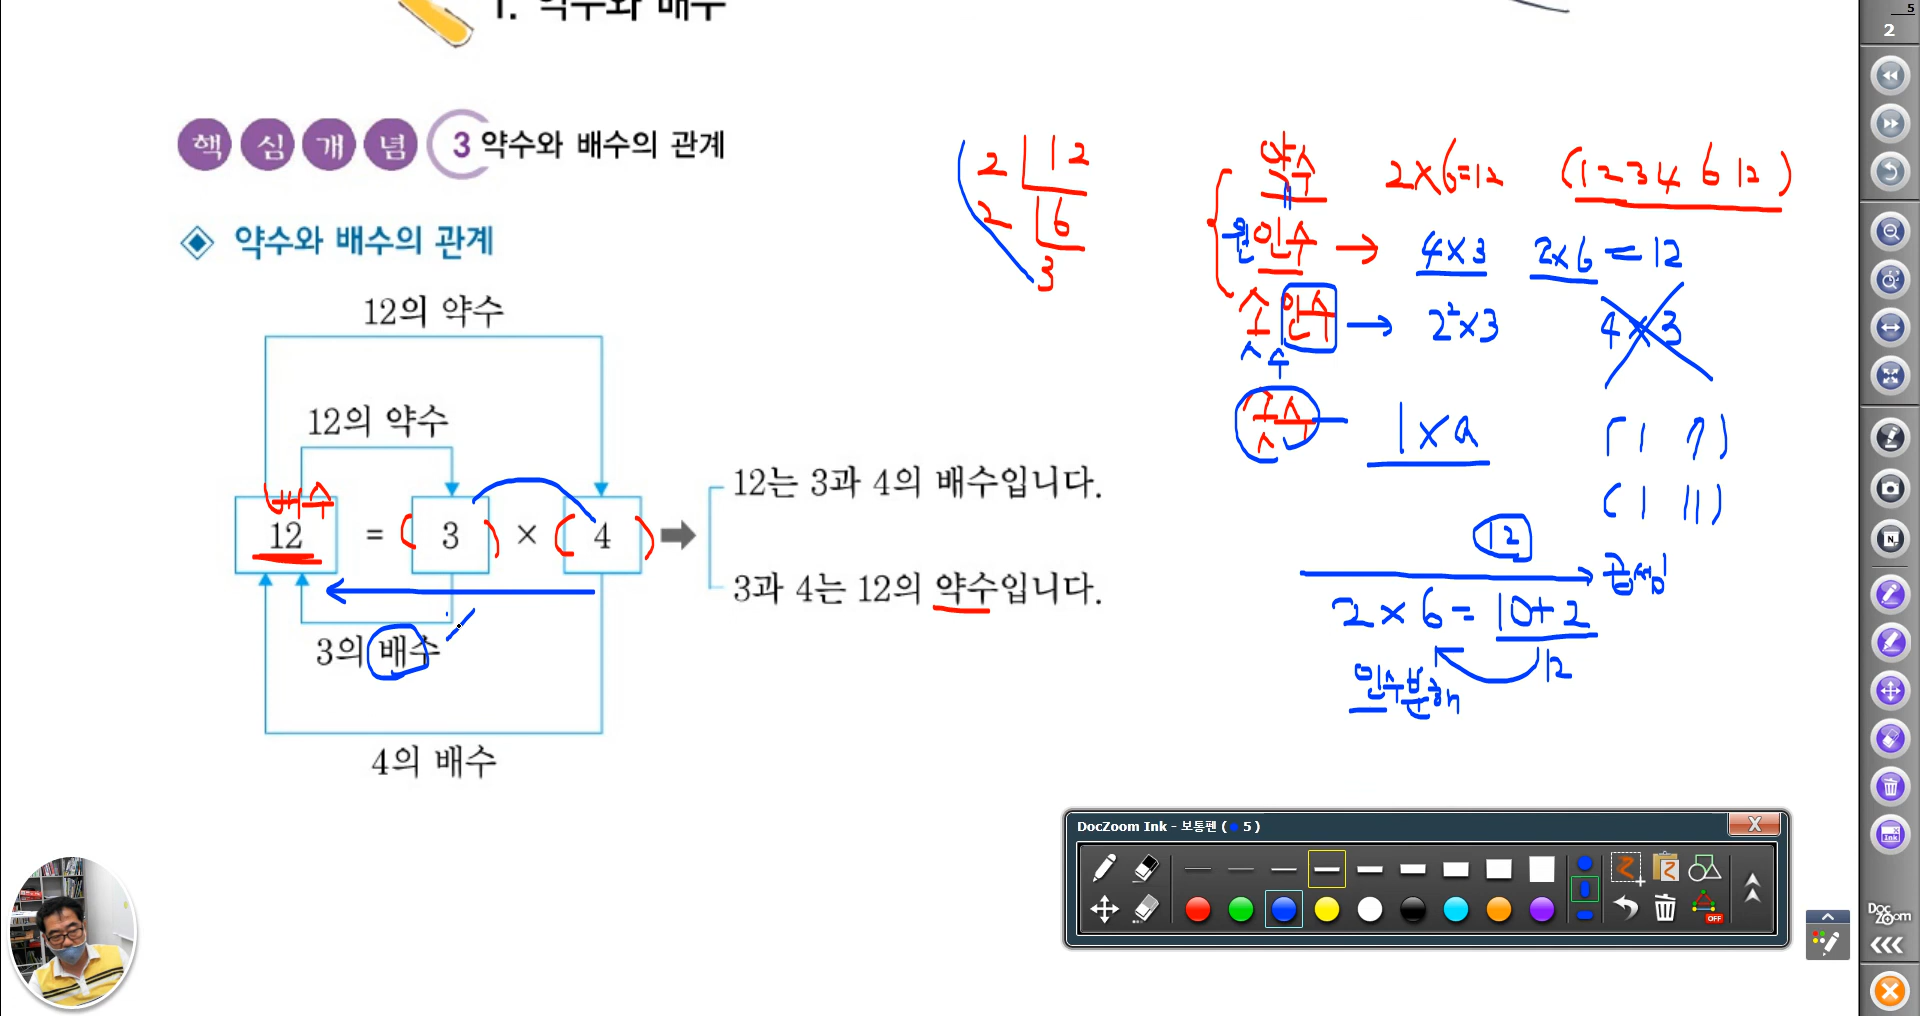 1. 약수와 배수
핵심개념 3 약수와 배수의 관계
약수와 배수의 관계
12의 약수
12의 약수
배수
12 = ( 3 ) × ( 4 )
3의 배수
4의 배수
12는 3과 4의 배수입니다.
3과 4는 12의 약수입니다.
2 12
2 6
3
약수 2×6=12 (1 2 3 4 6 12)
인수 → 4×3 2×6 = 12
소인수 → 2²×3 4×3
소수
1×a (1 7)
(1 11)
12
곱셈
2×6=10+2
12
인수분해
DocZoom Ink - 보통펜 ( 5 )
X
OFF
5
2
N
Ink
DocZoom